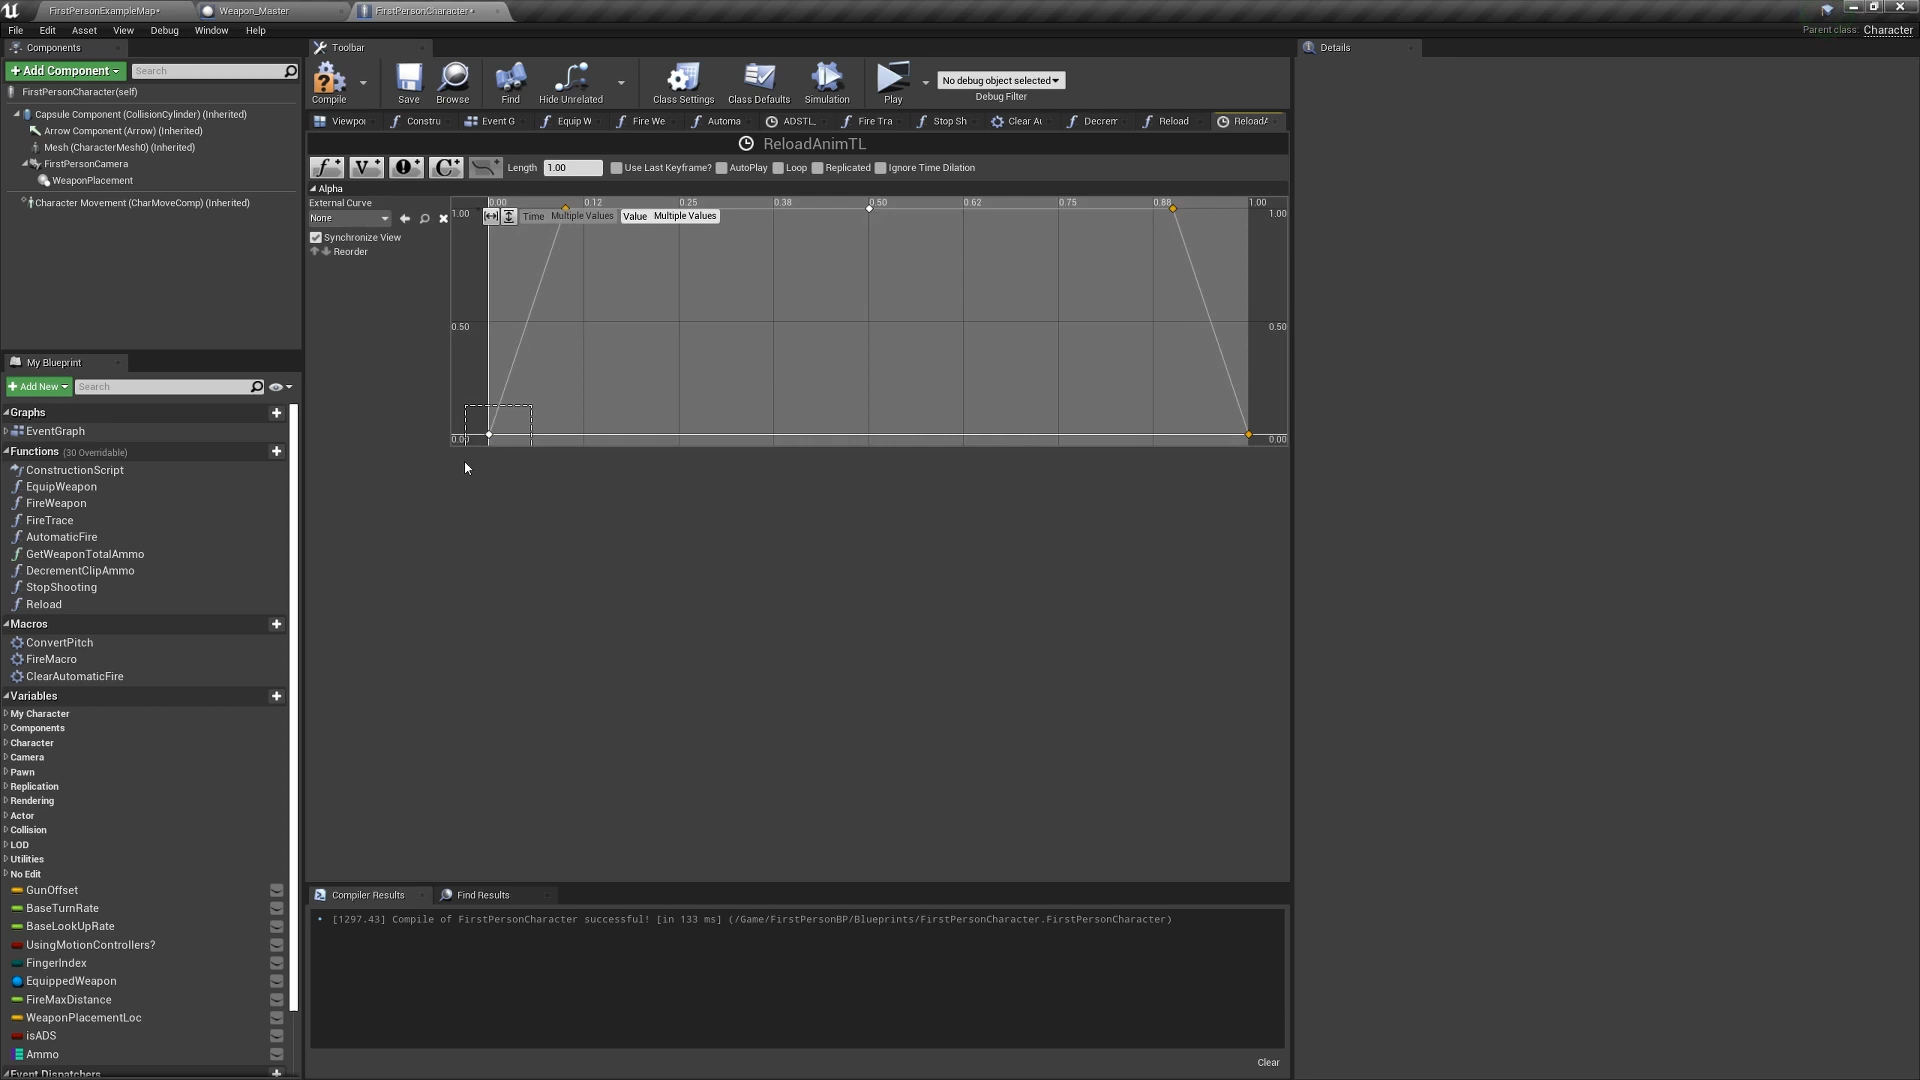 FirstPersonExampleMap•
Weapon_Master
FirstPersonCharacter•
File
Edit
Asset
View
Debug
Window
Help
Parent class: Character
Components
+ Add Component
Search
FirstPersonCharacter(self)
Capsule Component (CollisionCylinder) (Inherited)
Arrow Component (Arrow) (Inherited)
Mesh (CharacterMesh0) (Inherited)
FirstPersonCamera
WeaponPlacement
Character Movement (CharMoveComp) (Inherited)
My Blueprint
+ Add New
Search
Graphs
EventGraph
Functions (30 Overridable)
ConstructionScript
EquipWeapon
FireWeapon
FireTrace
AutomaticFire
GetWeaponTotalAmmo
DecrementClipAmmo
StopShooting
Reload
Macros
ConvertPitch
FireMacro
ClearAutomaticFire
Variables
My Character
Components
Character
Camera
Pawn
Replication
Rendering
Actor
Collision
LOD
Utilities
No Edit
GunOffset
BaseTurnRate
BaseLookUpRate
UsingMotionControllers?
FingerIndex
EquippedWeapon
FireMaxDistance
WeaponPlacementLoc
isADS
Ammo
Event Dispatchers
Toolbar
Compile
Save
Browse
Find
Hide Unrelated
Class Settings
Class Defaults
Simulation
Play
No debug object selected
Debug Filter
Viewpor
Constru
Event G
Equip W
Fire We
Automa
ADSTL
Fire Tra
Stop Sh
Clear Au
Decrem
Reload
ReloadA
ReloadAnimTL
Length
1.00
Use Last Keyframe?
AutoPlay
Loop
Replicated
Ignore Time Dilation
Alpha
External Curve
None
Synchronize View
Reorder
0.00 0.12 0.25 0.38 0.50 0.62 0.75 0.88 1.00
Time Multiple Values
Value Multiple Values
1.00 1.00
0.50 0.50
0.00 0.00
Compiler Results
Find Results
• [1297.43] Compile of FirstPersonCharacter successful! [in 133 ms] (/Game/FirstPersonBP/Blueprints/FirstPersonCharacter.FirstPersonCharacter)
Clear
Details